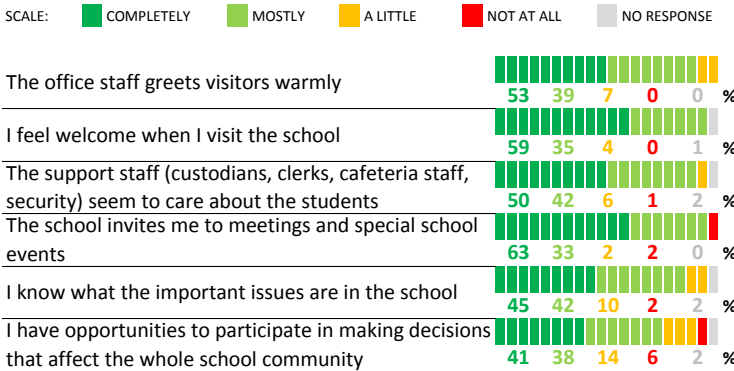 SCALE: COMPLETELY MOSTLY A LITTLE NOT AT ALL NO RESPONSE
The office staff greets visitors warmly
53 39 7 0 0 %
I feel welcome when I visit the school
59 35 4 0 1 %
The support staff (custodians, clerks, cafeteria staff,
security) seem to care about the students
50 42 6 1 2 %
The school invites me to meetings and special school
events
63 33 2 2 0 %
I know what the important issues are in the school
45 42 10 2 2 %
I have opportunities to participate in making decisions
that affect the whole school community
41 38 14 6 2 %